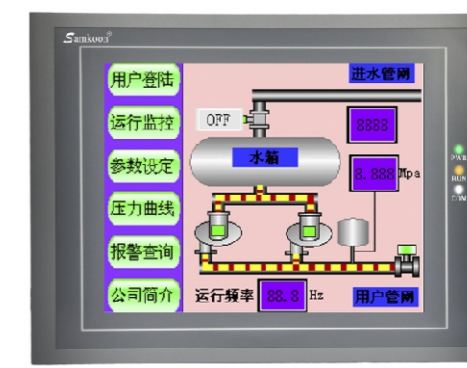 Samkoon®
用户登陆
运行监控
参数设定
压力曲线
报警查询
公司简介
进水管网
OFF
8888
水箱
8.888 Mpa
运行频率 88.8 Hz
用户管网
PWR
RUN
COM